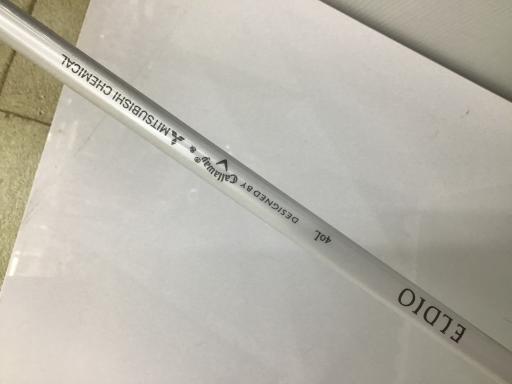 ELDIO
40L
DESIGNED BY Callaway® & MITSUBISHI CHEMICAL